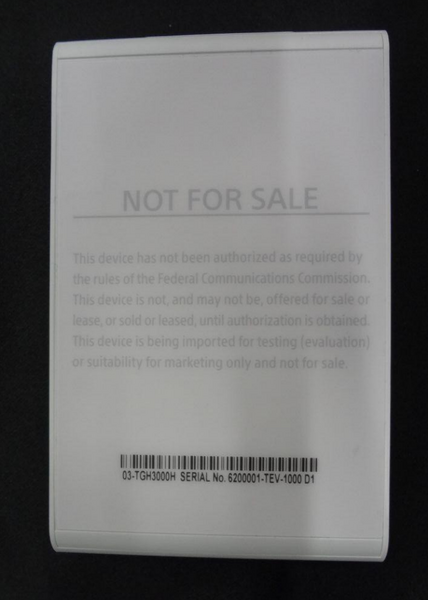 NOT FOR SALE
This device has not been authorized as required by
the rules of the Federal Communications Commission.
This device is not, and may not be, offered for sale or
lease, or sold or leased, until authorization is obtained.
This device is being imported for testing (evaluation)
or suitability for marketing only and not for sale.
03-TGH3000H SERIAL No. 6200001-TEV-1000 D1